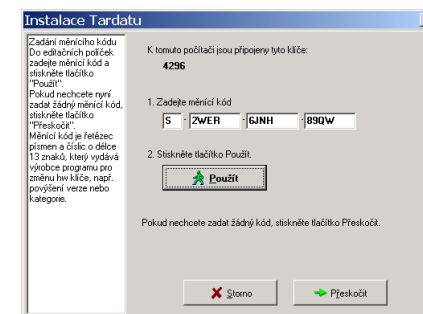 Instalace Tardatu
Zadání měnícího kódu
Do editačních políček
zadejte měnící kód a
stiskněte tlačítko
"Použít".
Pokud nechcete nyní
zadat žádný měnící kód,
stiskněte tlačítko
"Přeskočit".
Měnící kód je řetězec
písmen a číslic o délce
13 znaků, který vydává
výrobce programu pro
změnu hw klíče, např.
povýšení verze nebo
kategorie.
K tomuto počítači jsou připojeny tyto klíče:
4296
1. Zadejte měnící kód
S - 2WER - 6JNH - 89QW
2. Stiskněte tlačítko Použít.
Použít
Pokud nechcete zadat žádný kód, stiskněte tlačítko Přeskočit.
Storno
Přeskočit